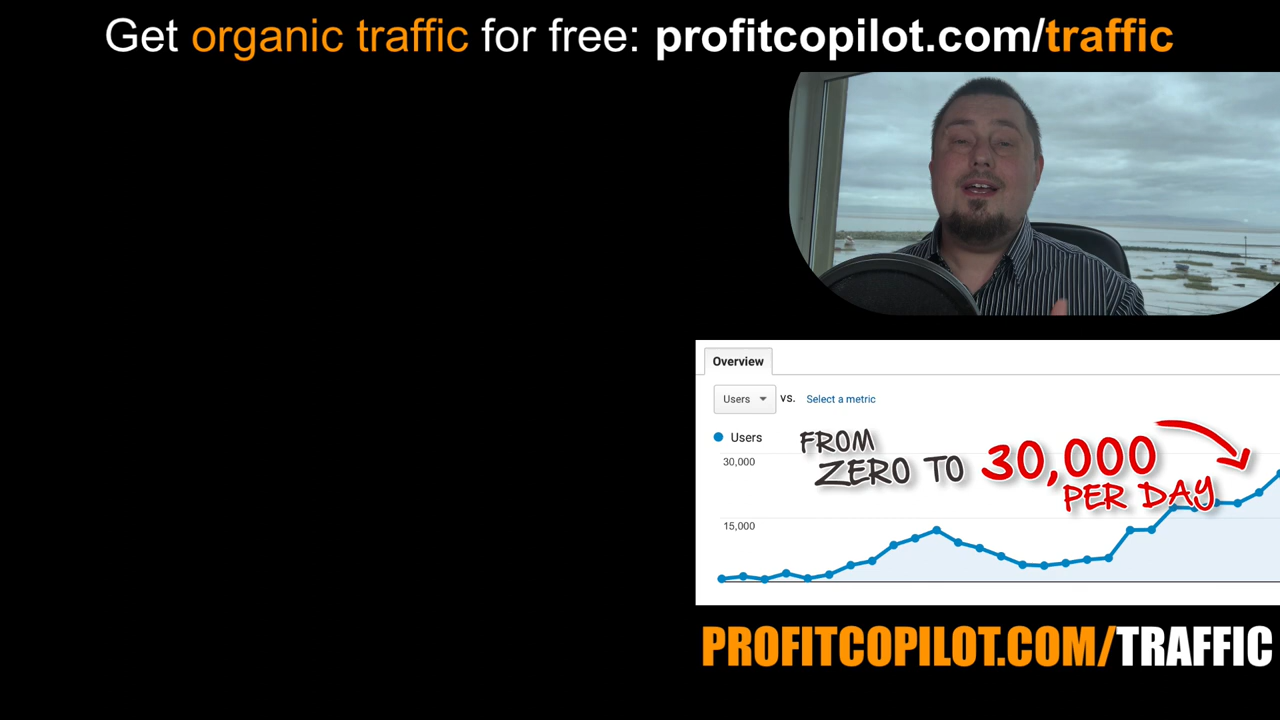 Get organic traffic for free: profitcopilot.com/traffic
Overview
Users VS. Select a metric
Users
FROM
ZERO TO 30,000
PER DAY
30,000
15,000
PROFITCOPILOT.COM/TRAFFIC